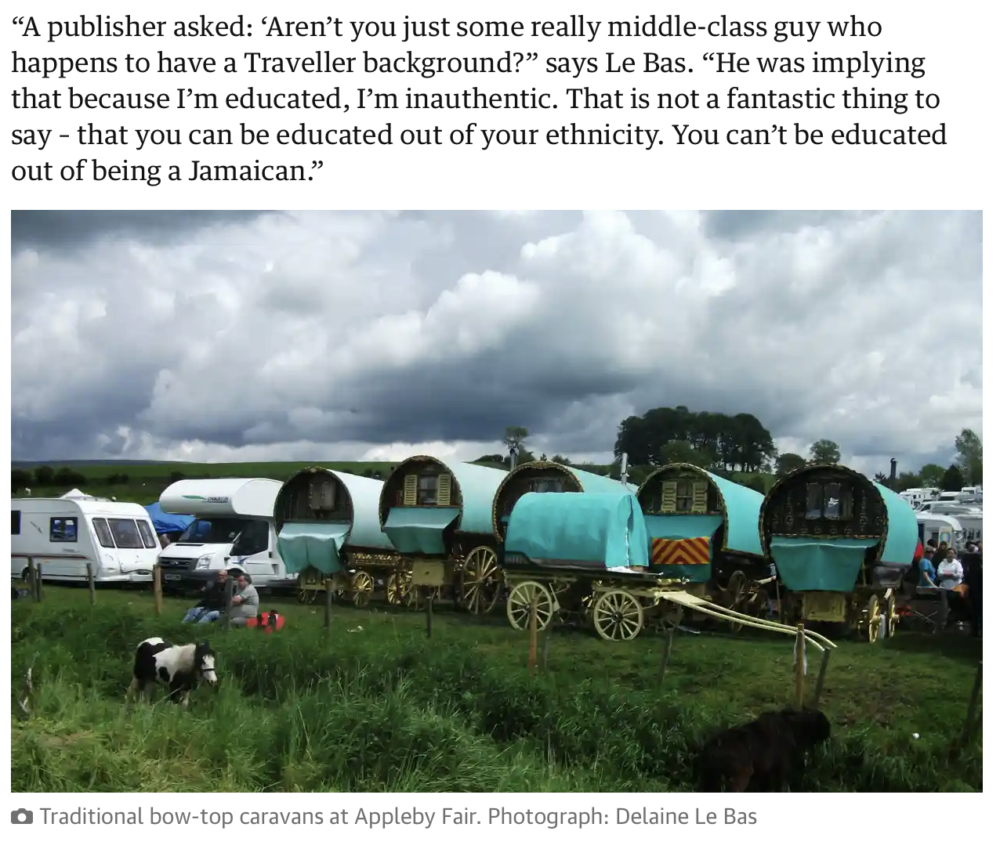 “A publisher asked: ‘Aren’t you just some really middle-class guy who
happens to have a Traveller background?” says Le Bas. “He was implying
that because I’m educated, I’m inauthentic. That is not a fantastic thing to
say – that you can be educated out of your ethnicity. You can’t be educated
out of being a Jamaican.”
Traditional bow-top caravans at Appleby Fair. Photograph: Delaine Le Bas